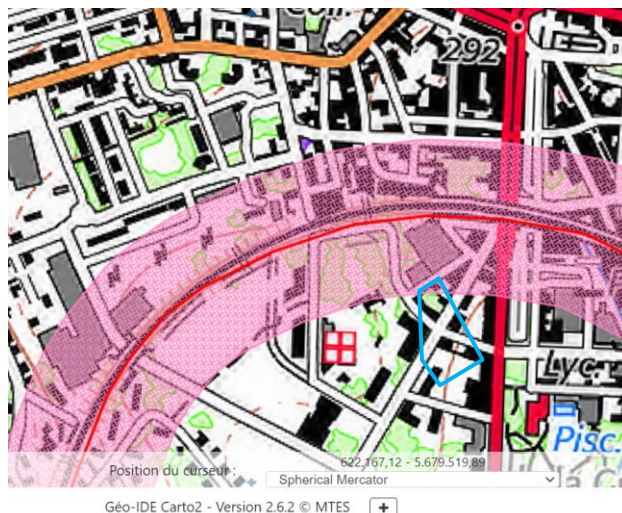 Coll.
292
Lyc.
Pisc.
Position du curseur :
622.167,12 - 5.679.519,89
Spherical Mercator
Géo-IDE Carto2 - Version 2.6.2 © MTES
+